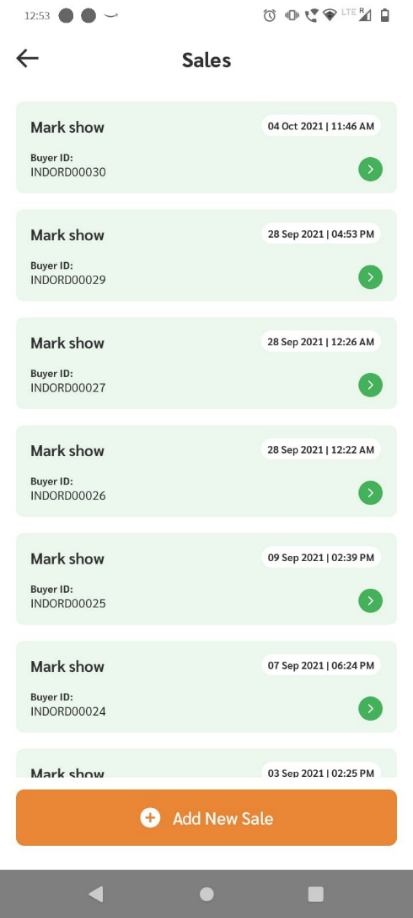 12:53
LTE R
Sales
Mark show
04 Oct 2021 | 11:46 AM
Buyer ID:
INDORD00030
Mark show
28 Sep 2021 | 04:53 PM
Buyer ID:
INDORD00029
Mark show
28 Sep 2021 | 12:26 AM
Buyer ID:
INDORD00027
Mark show
28 Sep 2021 | 12:22 AM
Buyer ID:
INDORD00026
Mark show
09 Sep 2021 | 02:39 PM
Buyer ID:
INDORD00025
Mark show
07 Sep 2021 | 06:24 PM
Buyer ID:
INDORD00024
Mark show
03 Sep 2021 | 02:25 PM
Add New Sale